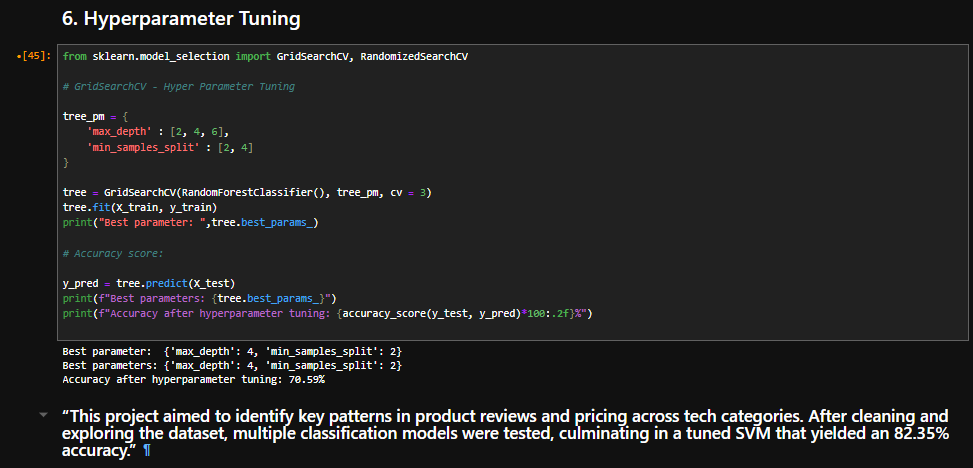 6. Hyperparameter Tuning
•[45]:
from sklearn.model_selection import GridSearchCV, RandomizedSearchCV
# GridSearchCV - Hyper Parameter Tuning
tree_pm = {
    'max_depth' : [2, 4, 6],
    'min_samples_split' : [2, 4]
}
tree = GridSearchCV(RandomForestClassifier(), tree_pm, cv = 3)
tree.fit(X_train, y_train)
print("Best parameter: ",tree.best_params_)
# Accuracy score:
y_pred = tree.predict(X_test)
print(f"Best parameters: {tree.best_params_}")
print(f"Accuracy after hyperparameter tuning: {accuracy_score(y_test, y_pred)*100:.2f}%")
Best parameter:  {'max_depth': 4, 'min_samples_split': 2}
Best parameters: {'max_depth': 4, 'min_samples_split': 2}
Accuracy after hyperparameter tuning: 70.59%
“This project aimed to identify key patterns in product reviews and pricing across tech categories. After cleaning and
exploring the dataset, multiple classification models were tested, culminating in a tuned SVM that yielded an 82.35%
accuracy.” ¶